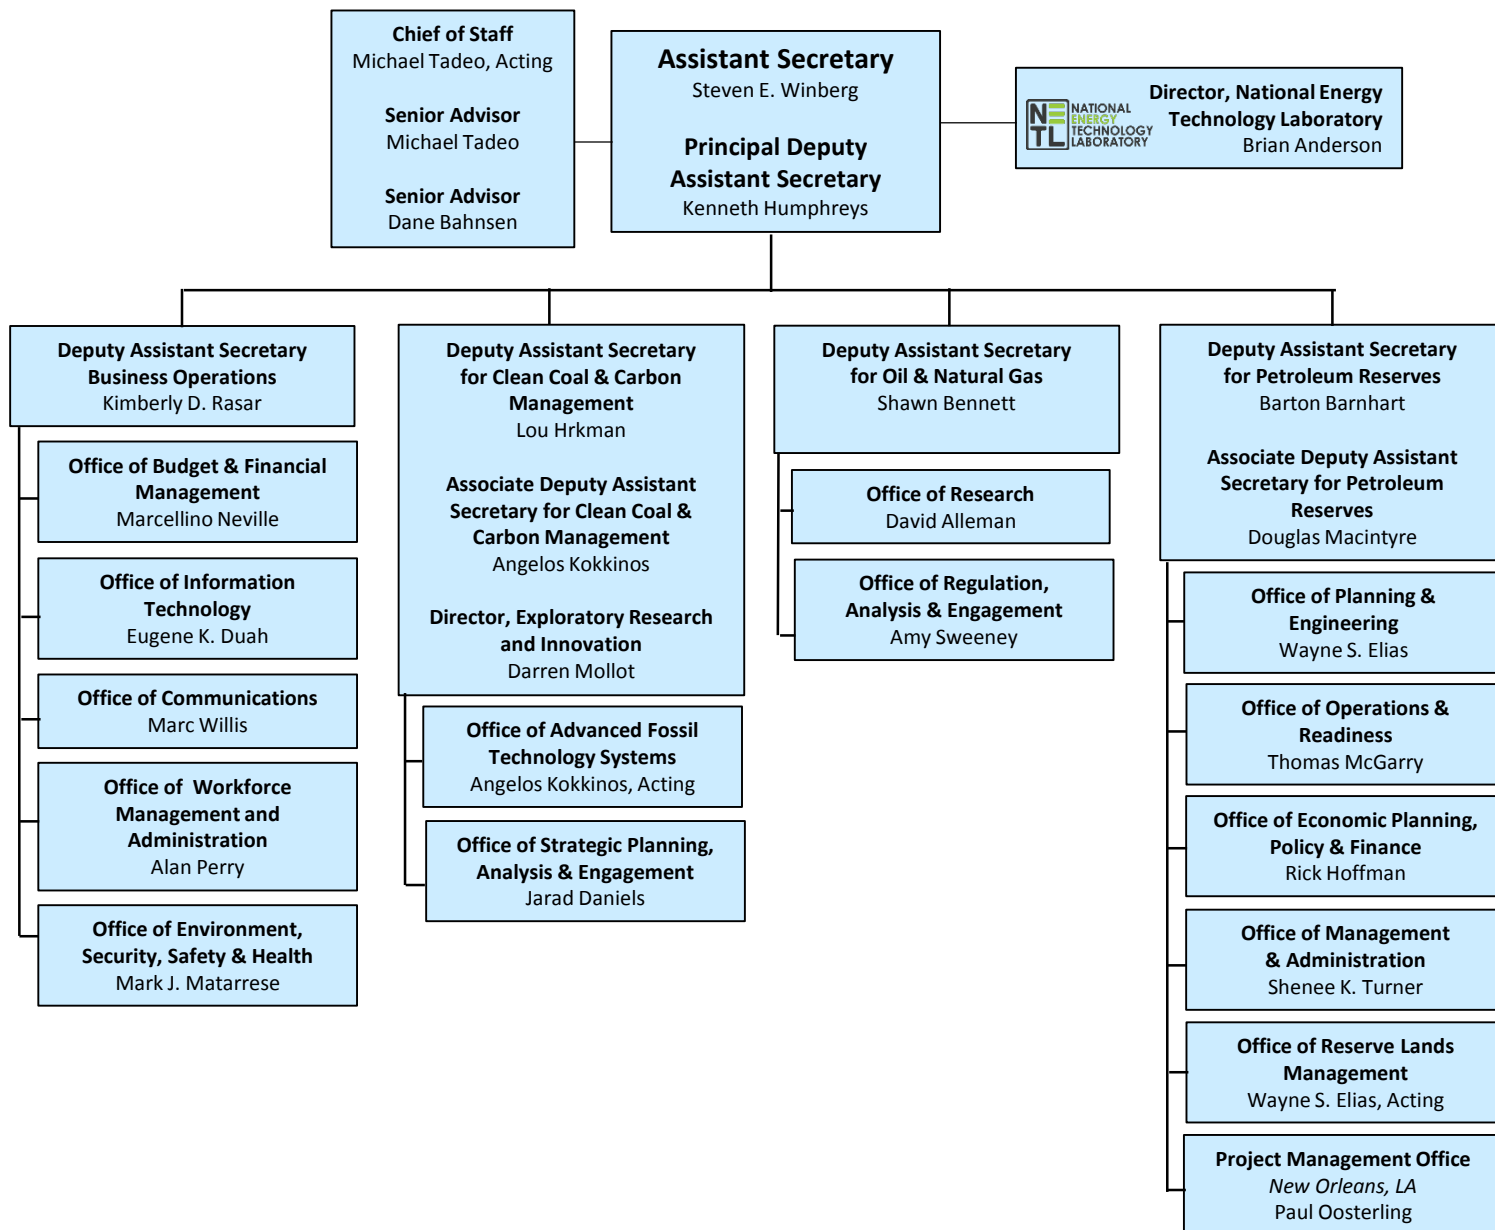 Chief of Staff
Michael Tadeo, Acting
Senior Advisor
Michael Tadeo
Senior Advisor
Dane Bahnsen
Assistant Secretary
Steven E. Winberg
Principal Deputy
Assistant Secretary
Kenneth Humphreys
NETL
NATIONAL
ENERGY
TECHNOLOGY
LABORATORY
Director, National Energy
Technology Laboratory
Brian Anderson
Deputy Assistant Secretary
Business Operations
Kimberly D. Rasar
Office of Budget & Financial
Management
Marcellino Neville
Office of Information
Technology
Eugene K. Duah
Office of Communications
Marc Willis
Office of  Workforce
Management and
Administration
Alan Perry
Office of Environment,
Security, Safety & Health
Mark J. Matarrese
Deputy Assistant Secretary
for Clean Coal & Carbon
Management
Lou Hrkman
Associate Deputy Assistant
Secretary for Clean Coal &
Carbon Management
Angelos Kokkinos
Director, Exploratory Research
and Innovation
Darren Mollot
Office of Advanced Fossil
Technology Systems
Angelos Kokkinos, Acting
Office of Strategic Planning,
Analysis & Engagement
Jarad Daniels
Deputy Assistant Secretary
for Oil & Natural Gas
Shawn Bennett
Office of Research
David Alleman
Office of Regulation,
Analysis & Engagement
Amy Sweeney
Deputy Assistant Secretary
for Petroleum Reserves
Barton Barnhart
Associate Deputy Assistant
Secretary for Petroleum
Reserves
Douglas Macintyre
Office of Planning &
Engineering
Wayne S. Elias
Office of Operations &
Readiness
Thomas McGarry
Office of Economic Planning,
Policy & Finance
Rick Hoffman
Office of Management
& Administration
Shenee K. Turner
Office of Reserve Lands
Management
Wayne S. Elias, Acting
Project Management Office
New Orleans, LA
Paul Oosterling